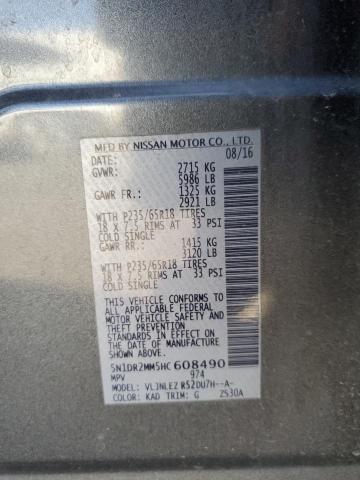 MFD BY NISSAN MOTOR CO., LTD.
DATE: 08/16
GVWR: 2715 KG
5986 LB
GAWR FR: 1325 KG
2921 LB
WITH P235/65R18 TIRES
18 X 7.5 RIMS AT 33 PSI
COLD SINGLE
GAWR RR: 1415 KG
3120 LB
WITH P235/65R18 TIRES
18 X 7.5 RIMS AT 33 PSI
COLD SINGLE
THIS VEHICLE CONFORMS TO
ALL APPLICABLE FEDERAL
MOTOR VEHICLE SAFETY
AND THEFT PREVENTION
STANDARDS IN EFFECT ON
THE DATE OF MANUFACTURE
SHOWN ABOVE.
5N1DR2MM5HC608490
MPV 974
MODEL: VLJNLEZ R52DU7H--A-
COLOR: KAD TRIM: G Z530A